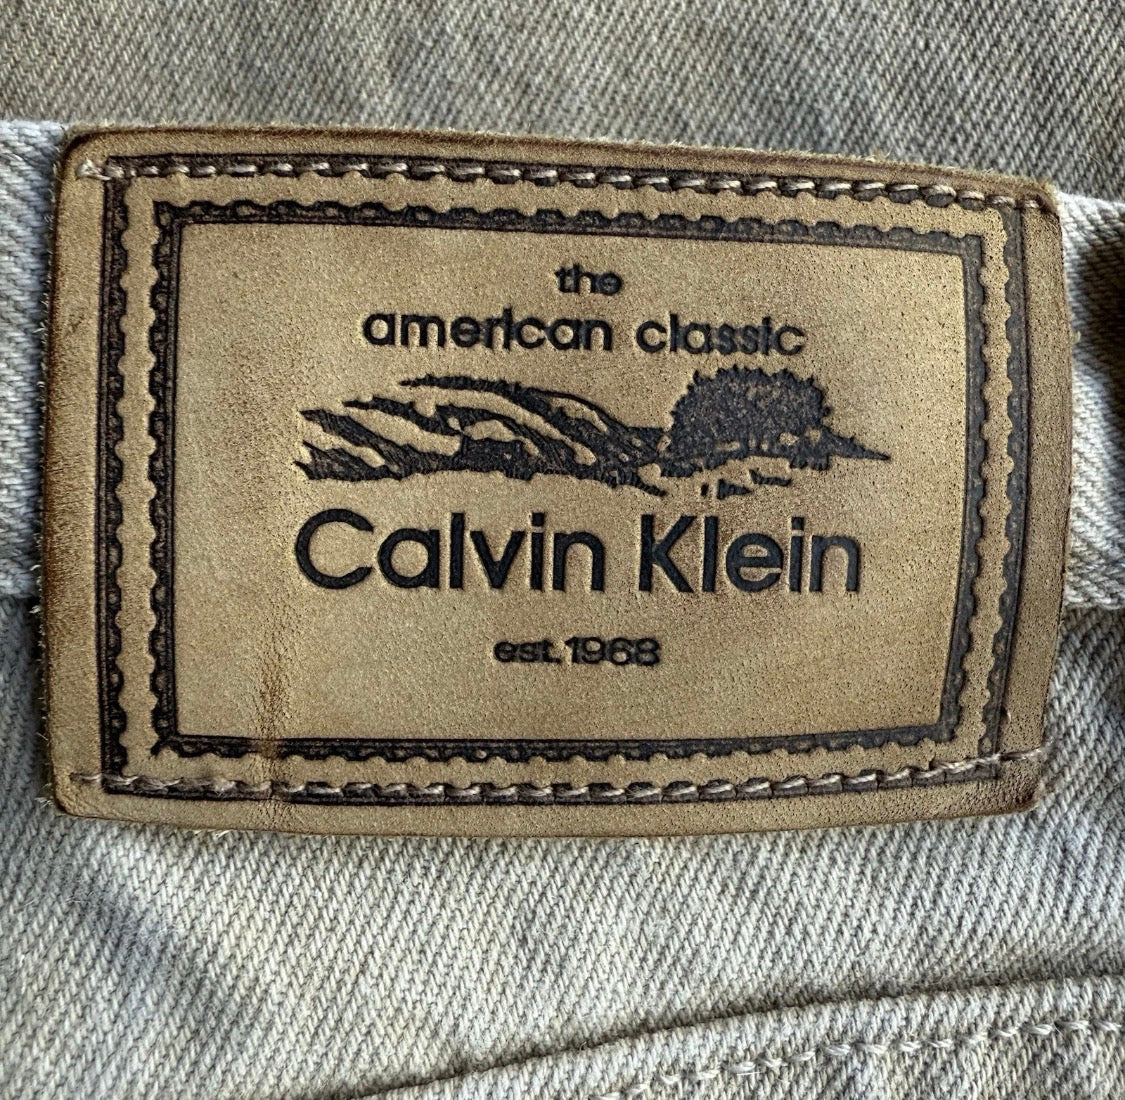 the
american classic
Calvin Klein
est. 1968